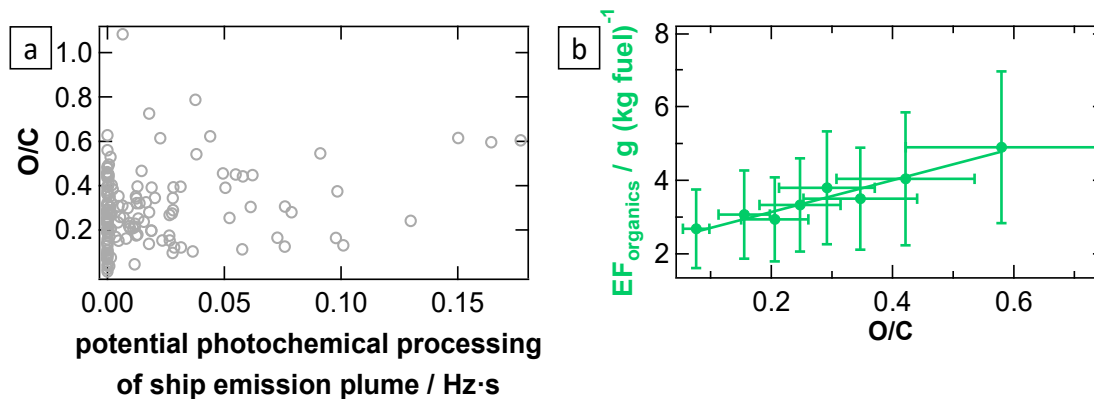 a
1.0
0.8
0.6
0.4
0.2
O/C
0.00
0.05
0.10
0.15
potential photochemical processing
of ship emission plume / Hz·s
b
8
6
4
2
EForganics / g (kg fuel)-1
0.2
0.4
0.6
O/C